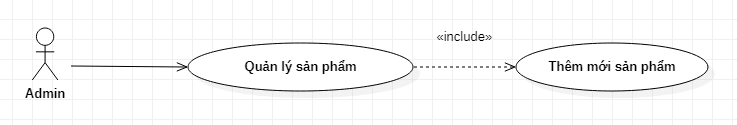 «include»
Quản lý sản phẩm
Thêm mới sản phẩm
Admin